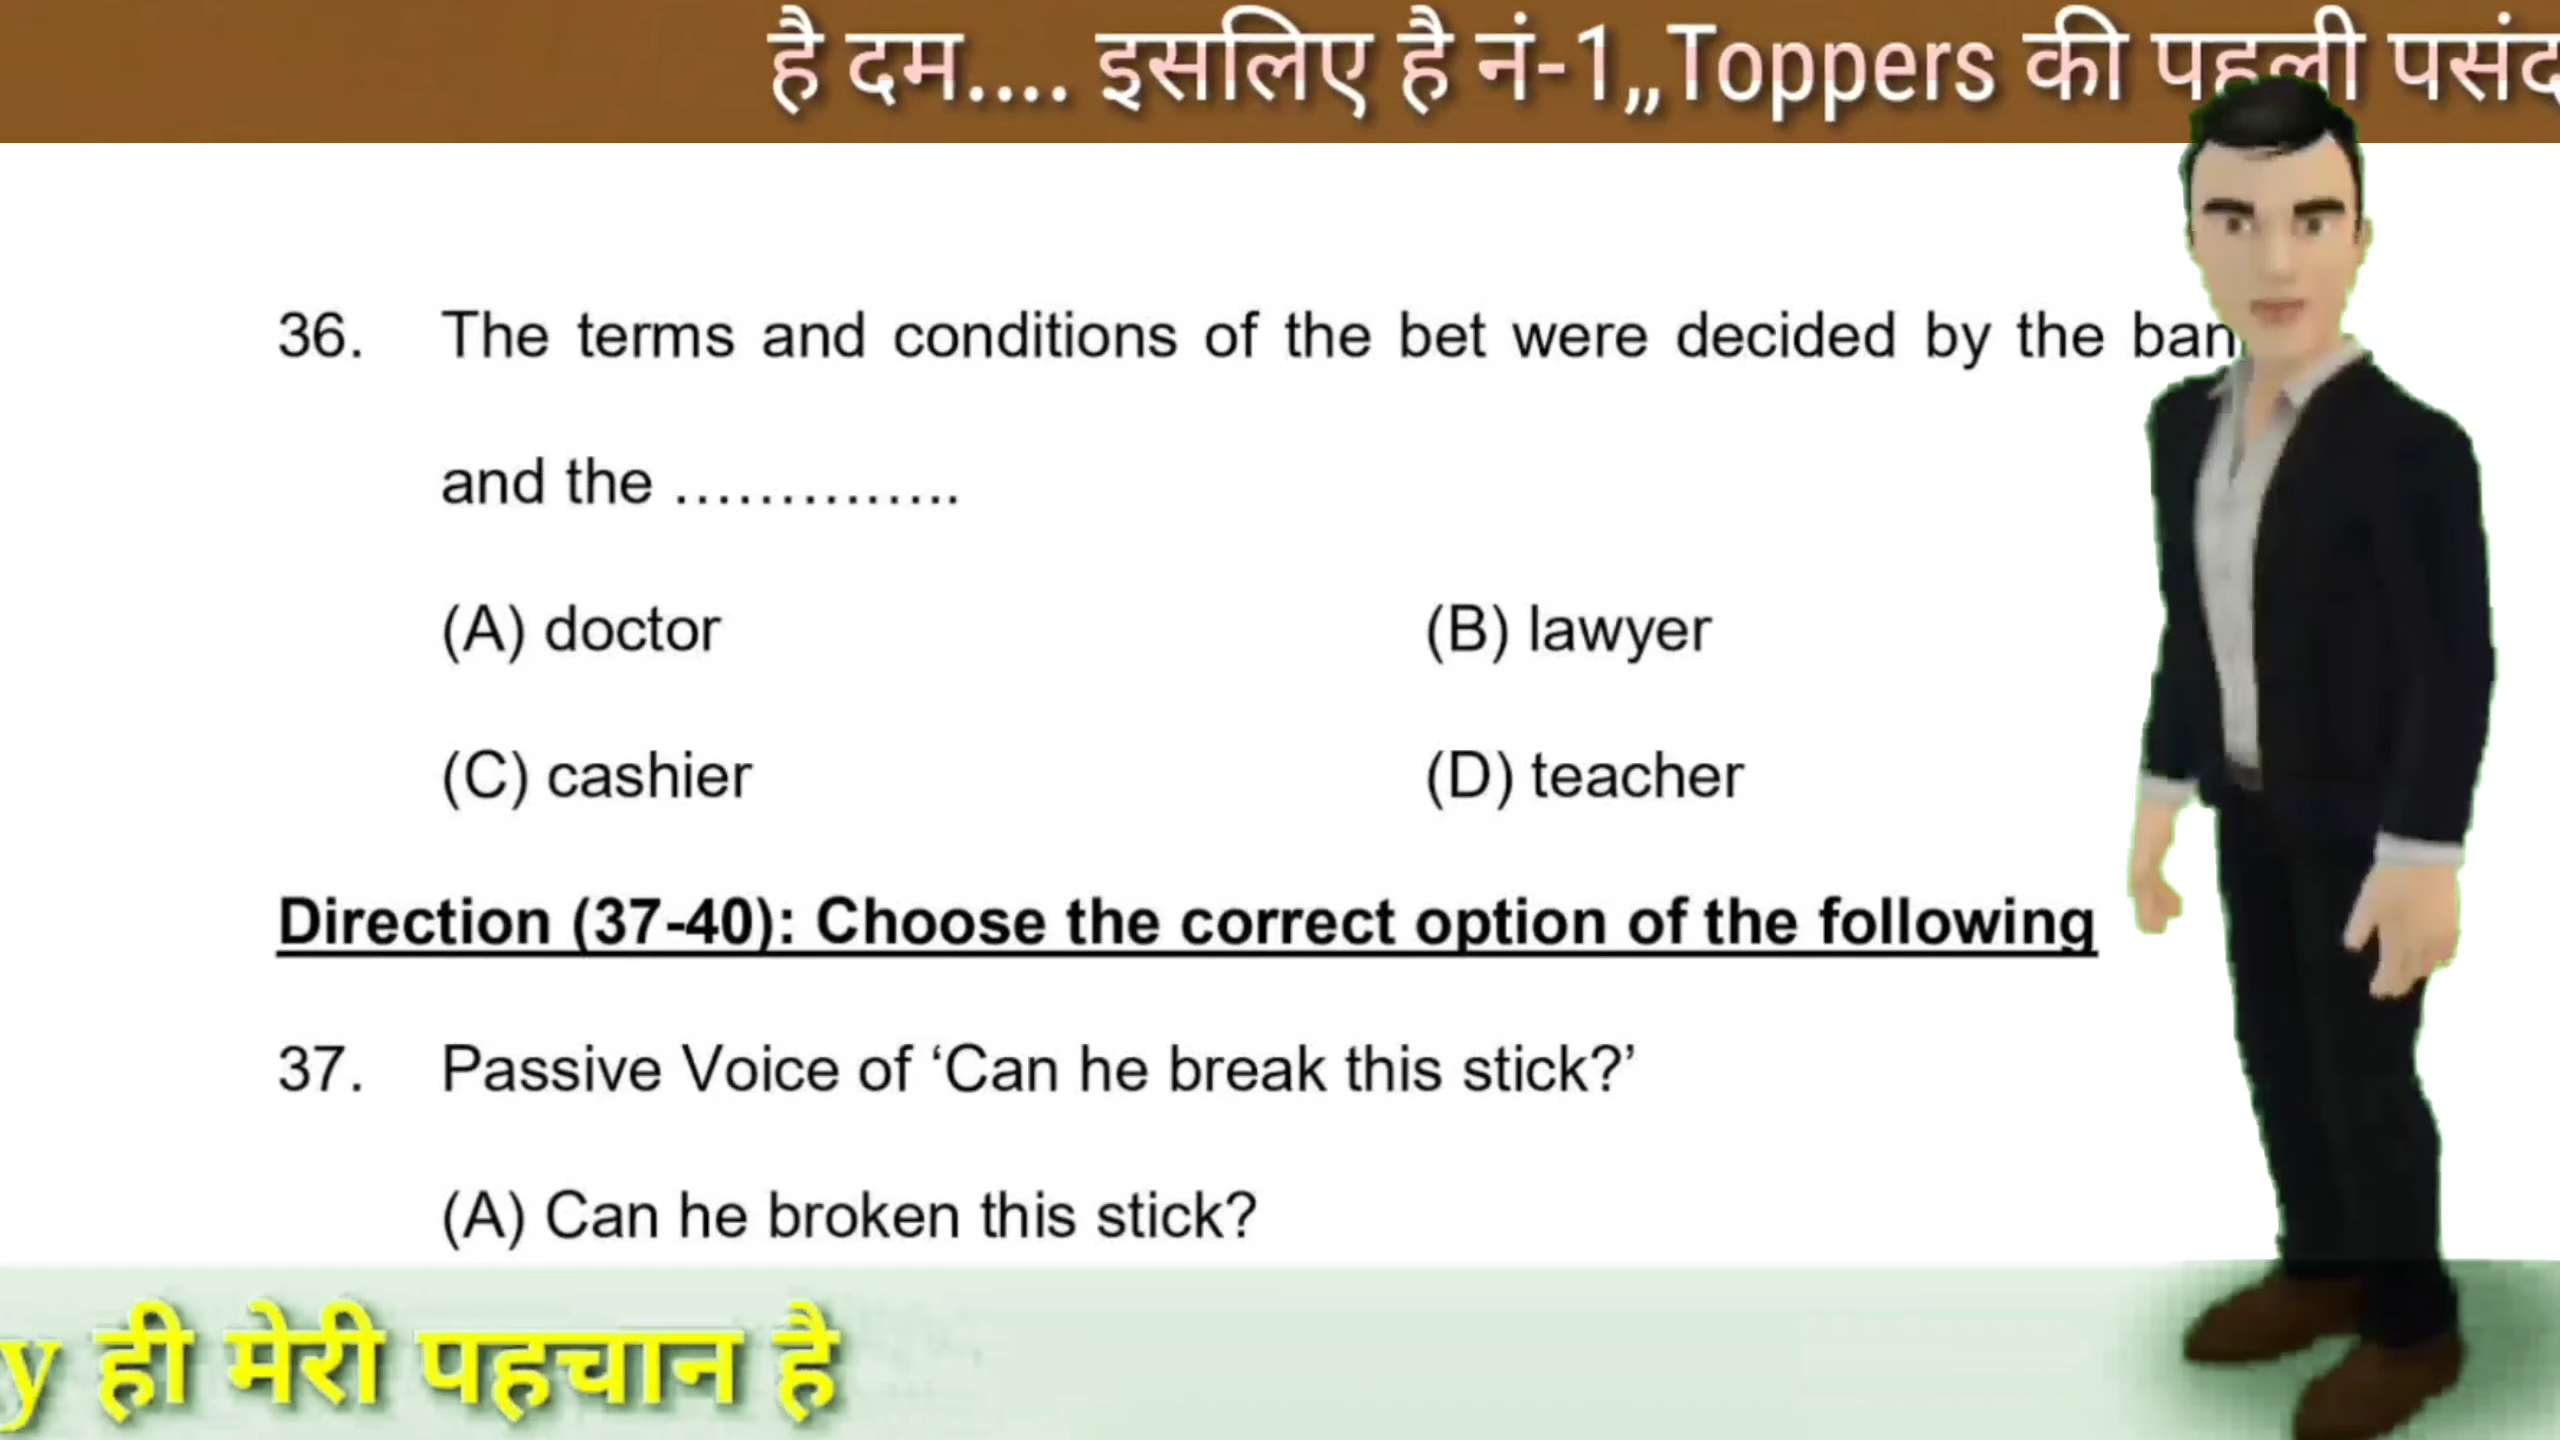 है दम.... इसलिए है नं-1,,Toppers की पहली पसंद
36. The terms and conditions of the bet were decided by the
and the ..............
(A) doctor (B) lawyer
(C) cashier (D) teacher
Direction (37-40): Choose the correct option of the following
37. Passive Voice of ‘Can he break this stick?’
(A) Can he broken this stick?
y ही मेरी पहचान है